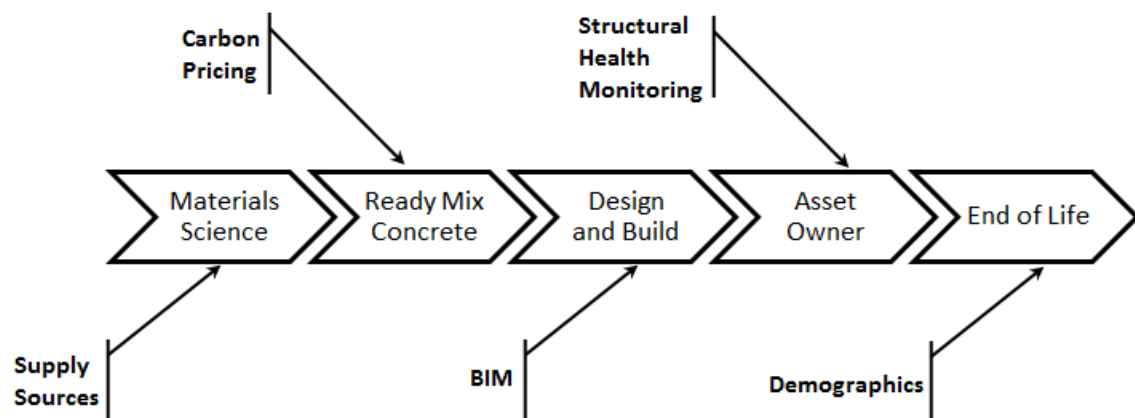 Carbon
Pricing
Structural
Health
Monitoring
Materials
Science
Ready Mix
Concrete
Design
and Build
Asset
Owner
End of Life
Supply
Sources
BIM
Demographics